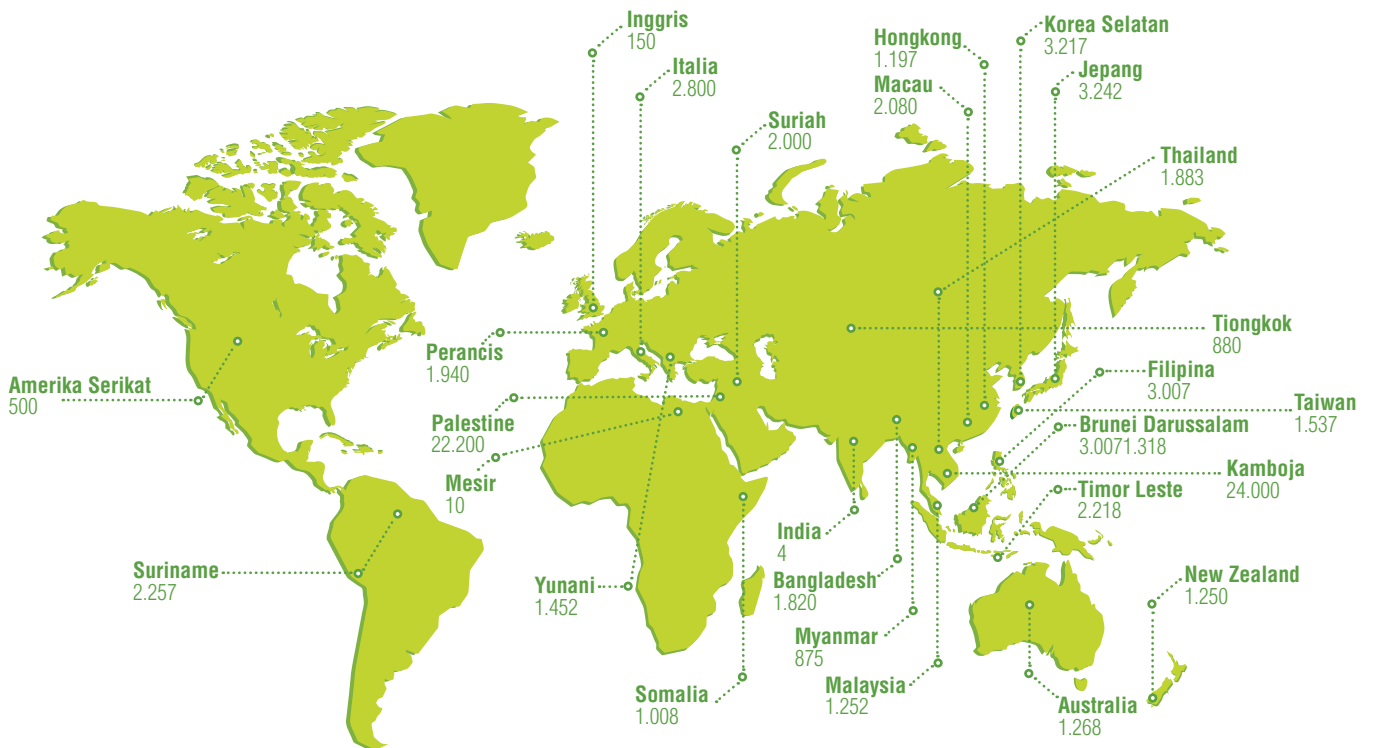 Inggris
150
Italia
2.800
Suriah
2.000
Hongkong
1.197
Macau
2.080
Korea Selatan
3.217
Jepang
3.242
Thailand
1.883
Tiongkok
880
Perancis
1.940
Amerika Serikat
500
Filipina
3.007
Taiwan
1.537
Palestine
22.200
Brunei Darussalam
3.0071.318
Mesir
10
Kamboja
24.000
Timor Leste
2.218
India
4
Suriname
2.257
Yunani
1.452
Bangladesh
1.820
New Zealand
1.250
Myanmar
875
Somalia
1.008
Malaysia
1.252
Australia
1.268